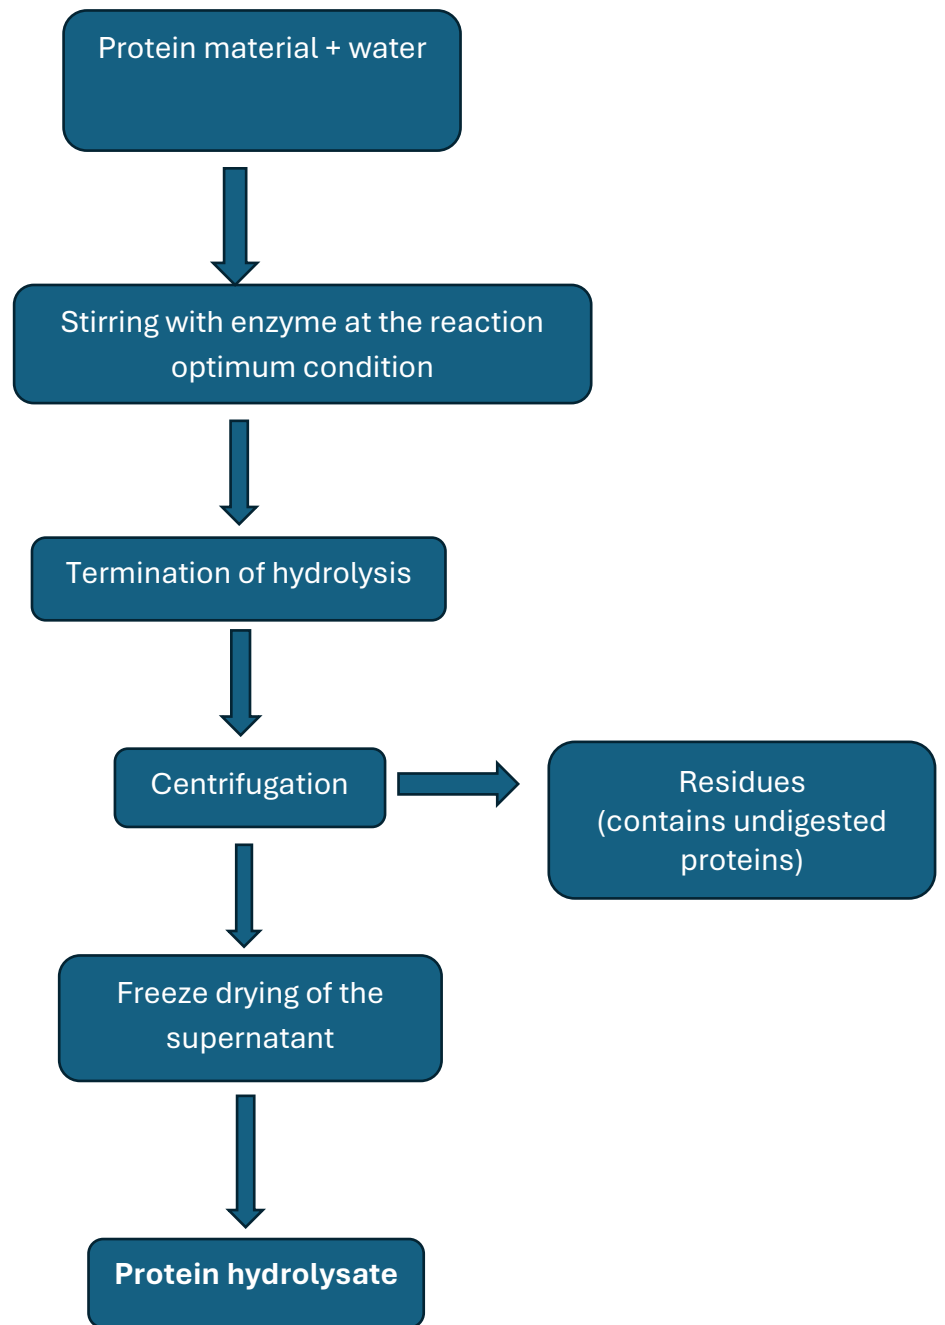 Protein material + water
Stirring with enzyme at the reaction
optimum condition
Termination of hydrolysis
Centrifugation
Residues
(contains undigested
proteins)
Freeze drying of the
supernatant
Protein hydrolysate